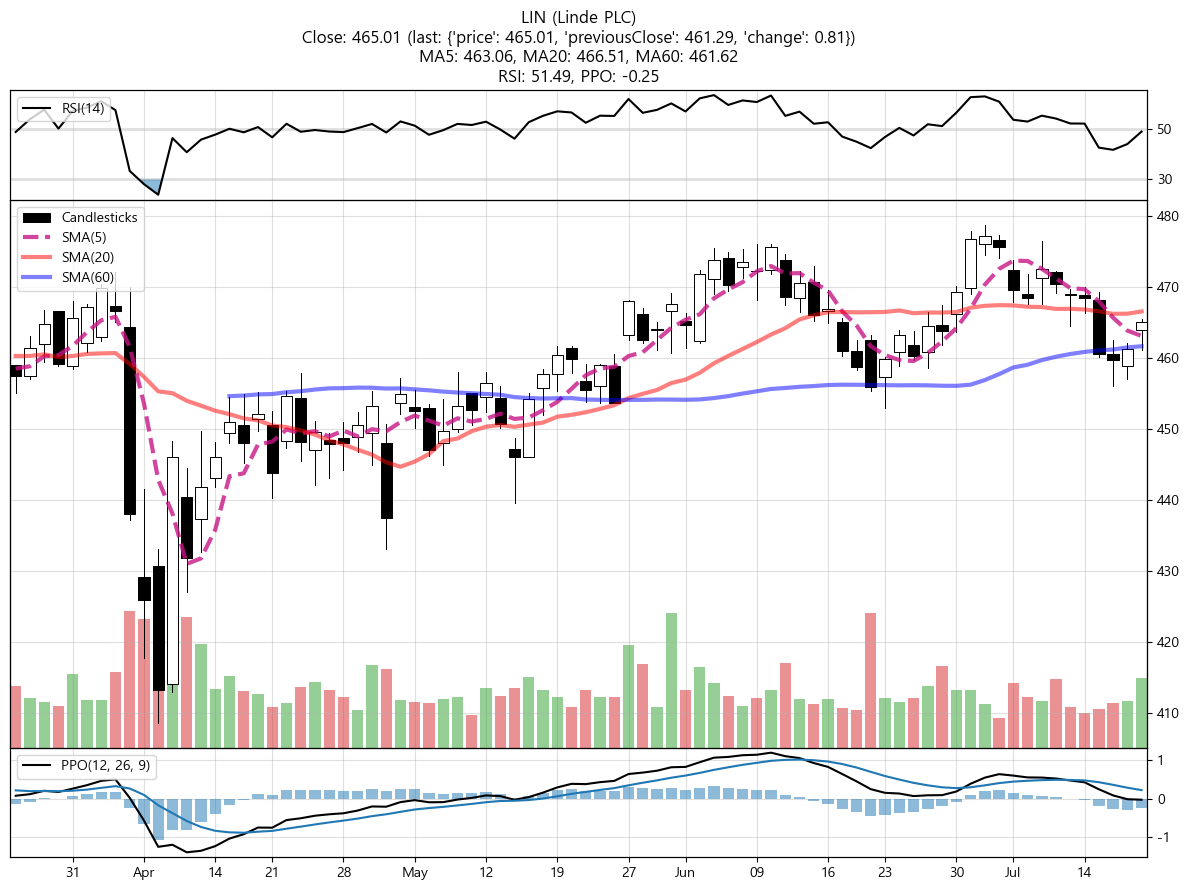 LIN (Linde PLC)
Close: 465.01 (last: {'price': 465.01, 'previousClose': 461.29, 'change': 0.81})
MA5: 463.06, MA20: 466.51, MA60: 461.62
RSI: 51.49, PPO: -0.25
RSI(14)
50
30
Candlesticks
SMA(5)
SMA(20)
SMA(60)
480
470
460
450
440
430
420
410
PPO(12, 26, 9)
1
0
-1
31 Apr 14 21 28 May 12 19 27 Jun 09 16 23 30 Jul 14